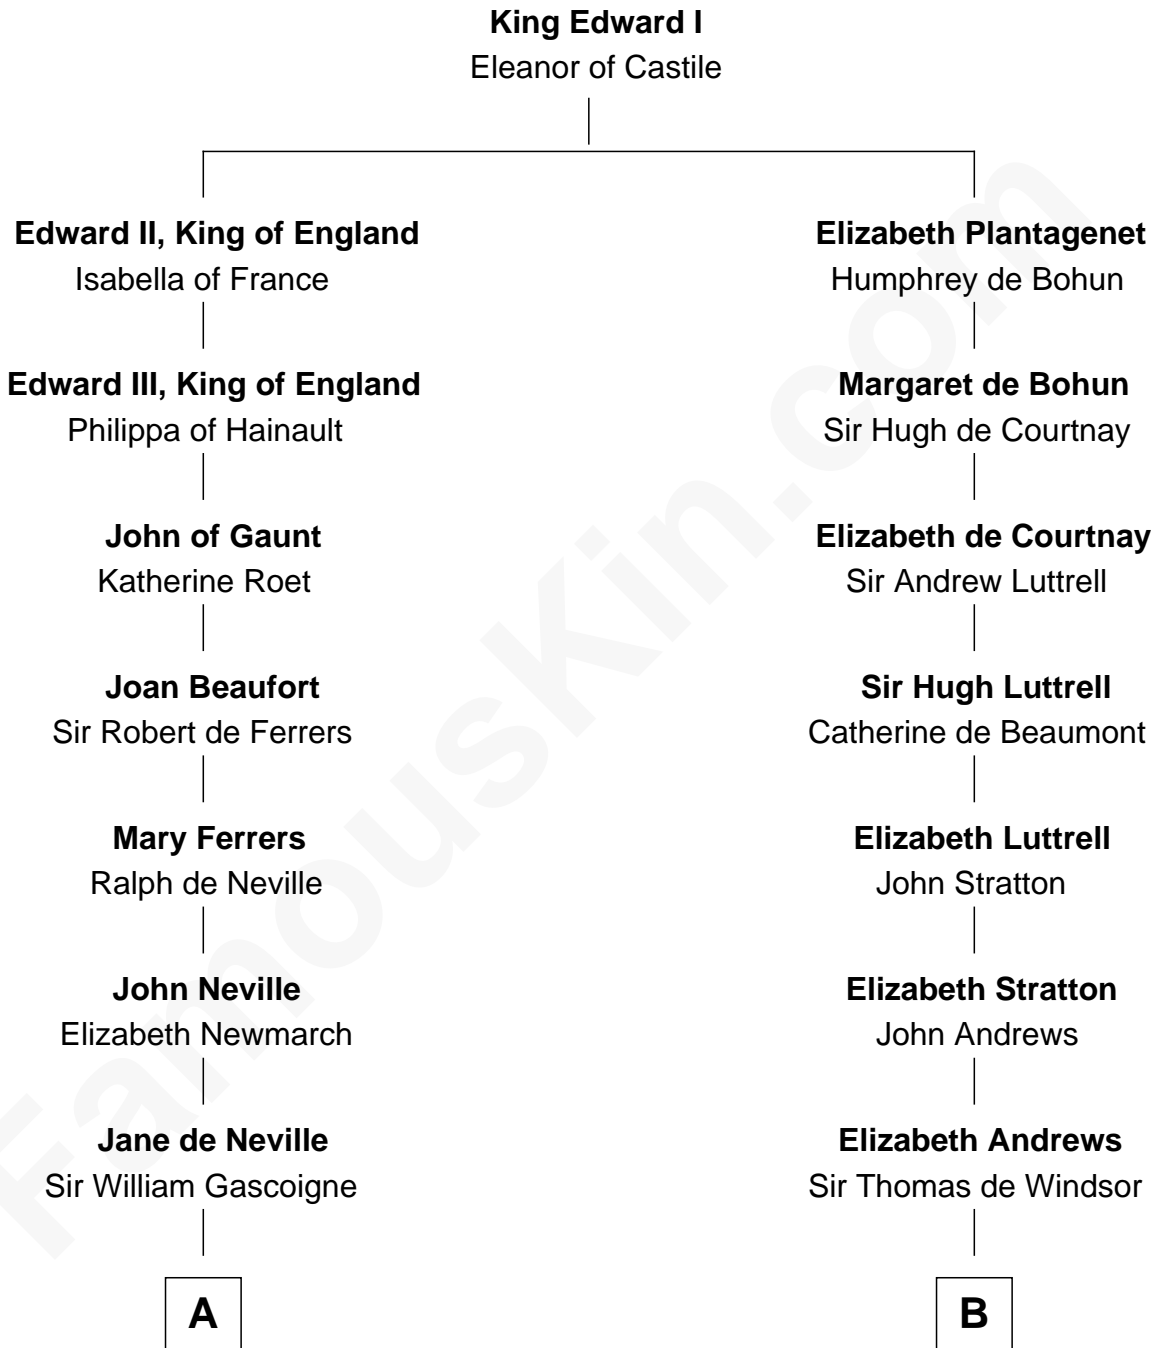 King Edward I
Eleanor of Castile
Edward II, King of England
Isabella of France
Edward III, King of England
Philippa of Hainault
John of Gaunt
Katherine Roet
Joan Beaufort
Sir Robert de Ferrers
Mary Ferrers
Ralph de Neville
John Neville
Elizabeth Newmarch
Jane de Neville
Sir William Gascoigne
A
Elizabeth Plantagenet
Humphrey de Bohun
Margaret de Bohun
Sir Hugh de Courtnay
Elizabeth de Courtnay
Sir Andrew Luttrell
Sir Hugh Luttrell
Catherine de Beaumont
Elizabeth Luttrell
John Stratton
Elizabeth Stratton
John Andrews
Elizabeth Andrews
Sir Thomas de Windsor
B
FamousKin.com